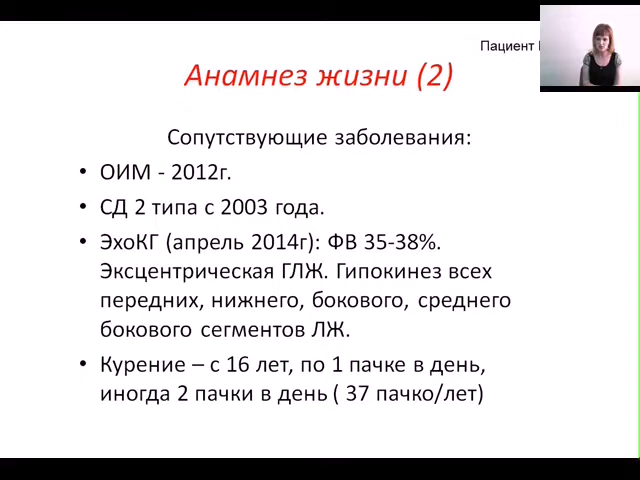 Пациент
Анамнез жизни (2)
Сопутствующие заболевания:
• ОИМ - 2012г.
• СД 2 типа с 2003 года.
• ЭхоКГ (апрель 2014г): ФВ 35-38%.
Эксцентрическая ГЛЖ. Гипокинез всех
передних, нижнего, бокового, среднего
бокового сегментов ЛЖ.
• Курение – с 16 лет, по 1 пачке в день,
иногда 2 пачки в день ( 37 пачко/лет)